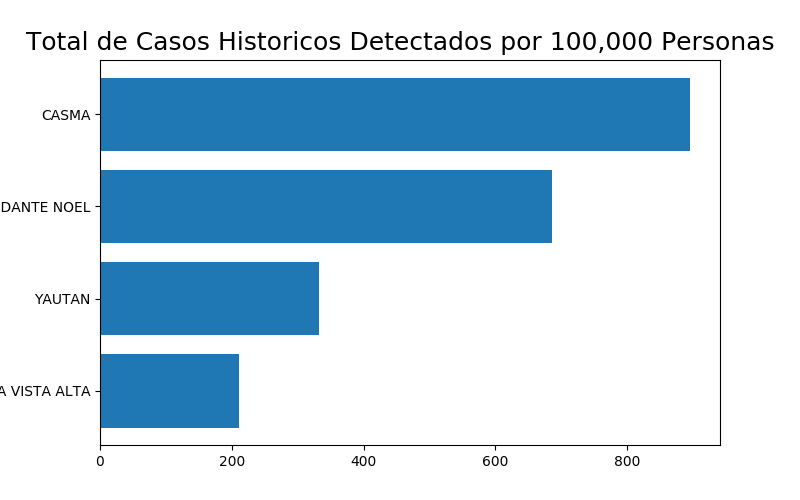 Total de Casos Historicos Detectados por 100,000 Personas
CASMA
DANTE NOEL
YAUTAN
A VISTA ALTA
0 200 400 600 800